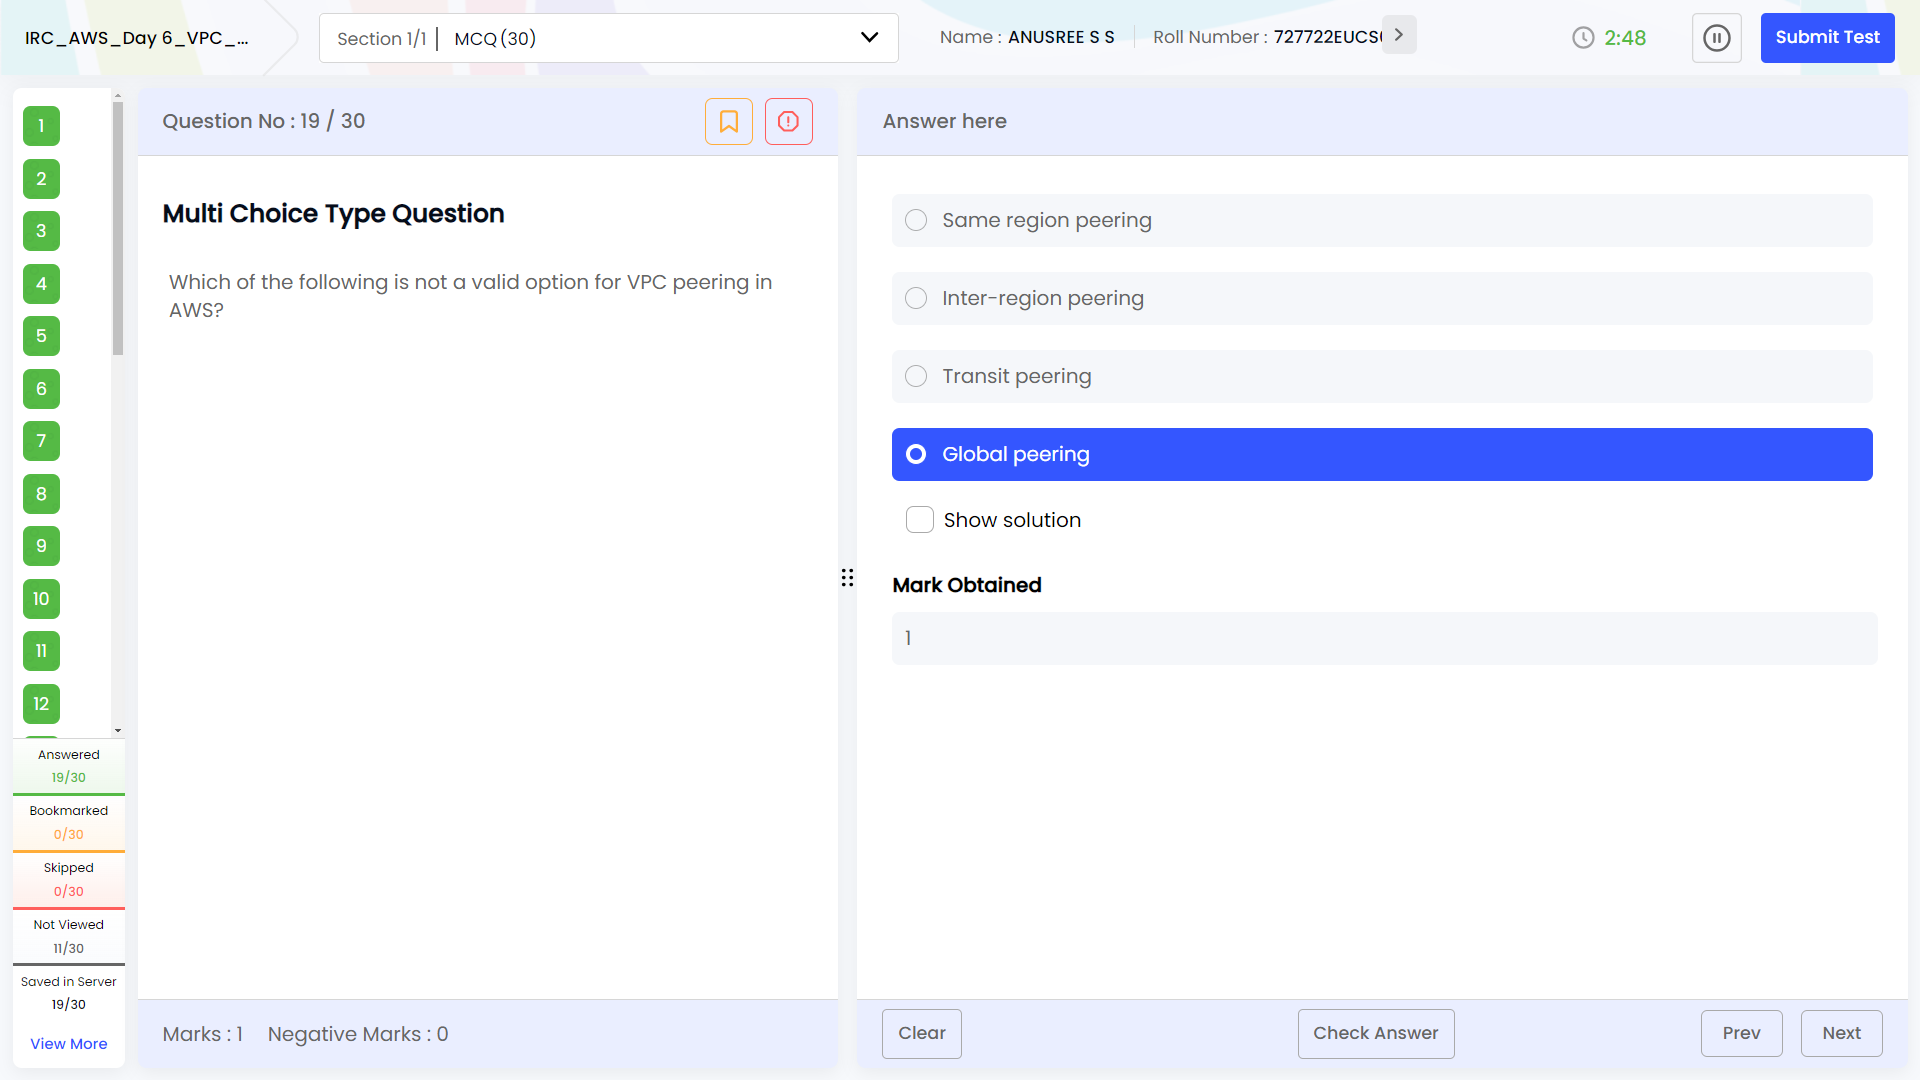 IRC_AWS_Day 6_VPC_...
Section 1/1 MCQ (30)
Name : ANUSREE S S
Roll Number : 727722EUCS
2:48
Submit Test
1
2
3
4
5
6
7
8
9
10
11
12
Answered
19/30
Bookmarked
0/30
Skipped
0/30
Not Viewed
11/30
Saved in Server
19/30
View More
Question No : 19 / 30
Multi Choice Type Question
Which of the following is not a valid option for VPC peering in
AWS?
Marks : 1 Negative Marks : 0
Answer here
Same region peering
Inter-region peering
Transit peering
Global peering
Show solution
Mark Obtained
1
Clear
Check Answer
Prev
Next